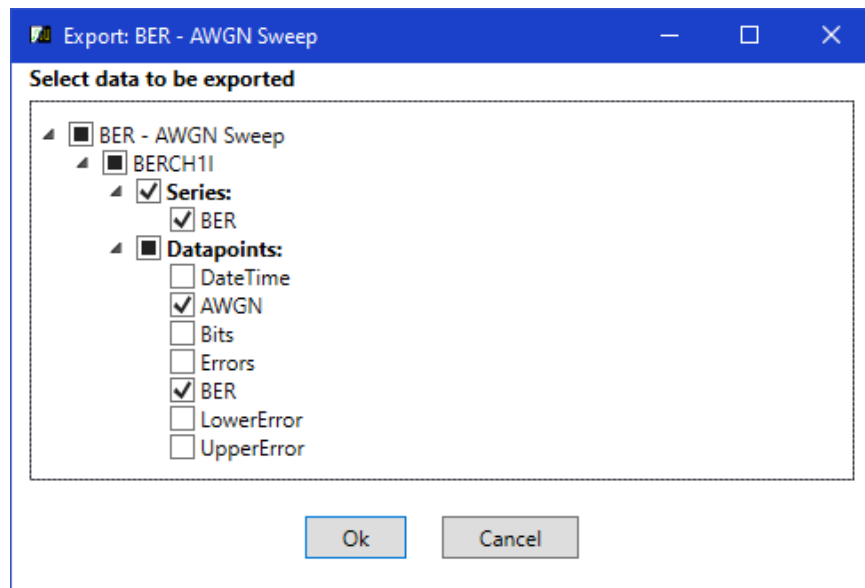 Export: BER - AWGN Sweep
Select data to be exported
BER - AWGN Sweep
BERCH1I
Series:
BER
Datapoints:
DateTime
AWGN
Bits
Errors
BER
LowerError
UpperError
Ok Cancel